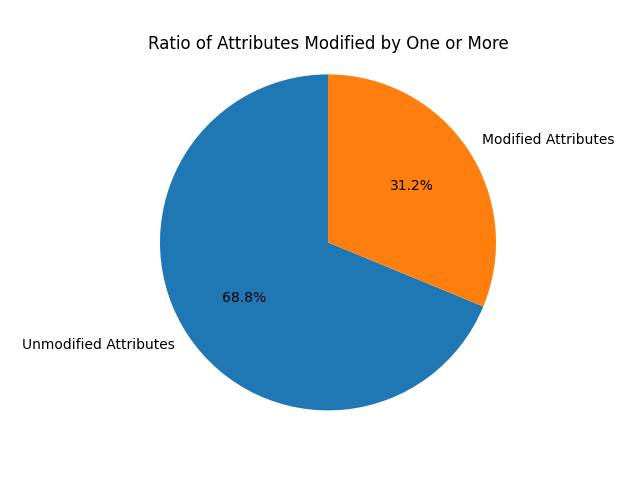 Ratio of Attributes Modified by One or More
Modified Attributes
31.2%
68.8%
Unmodified Attributes